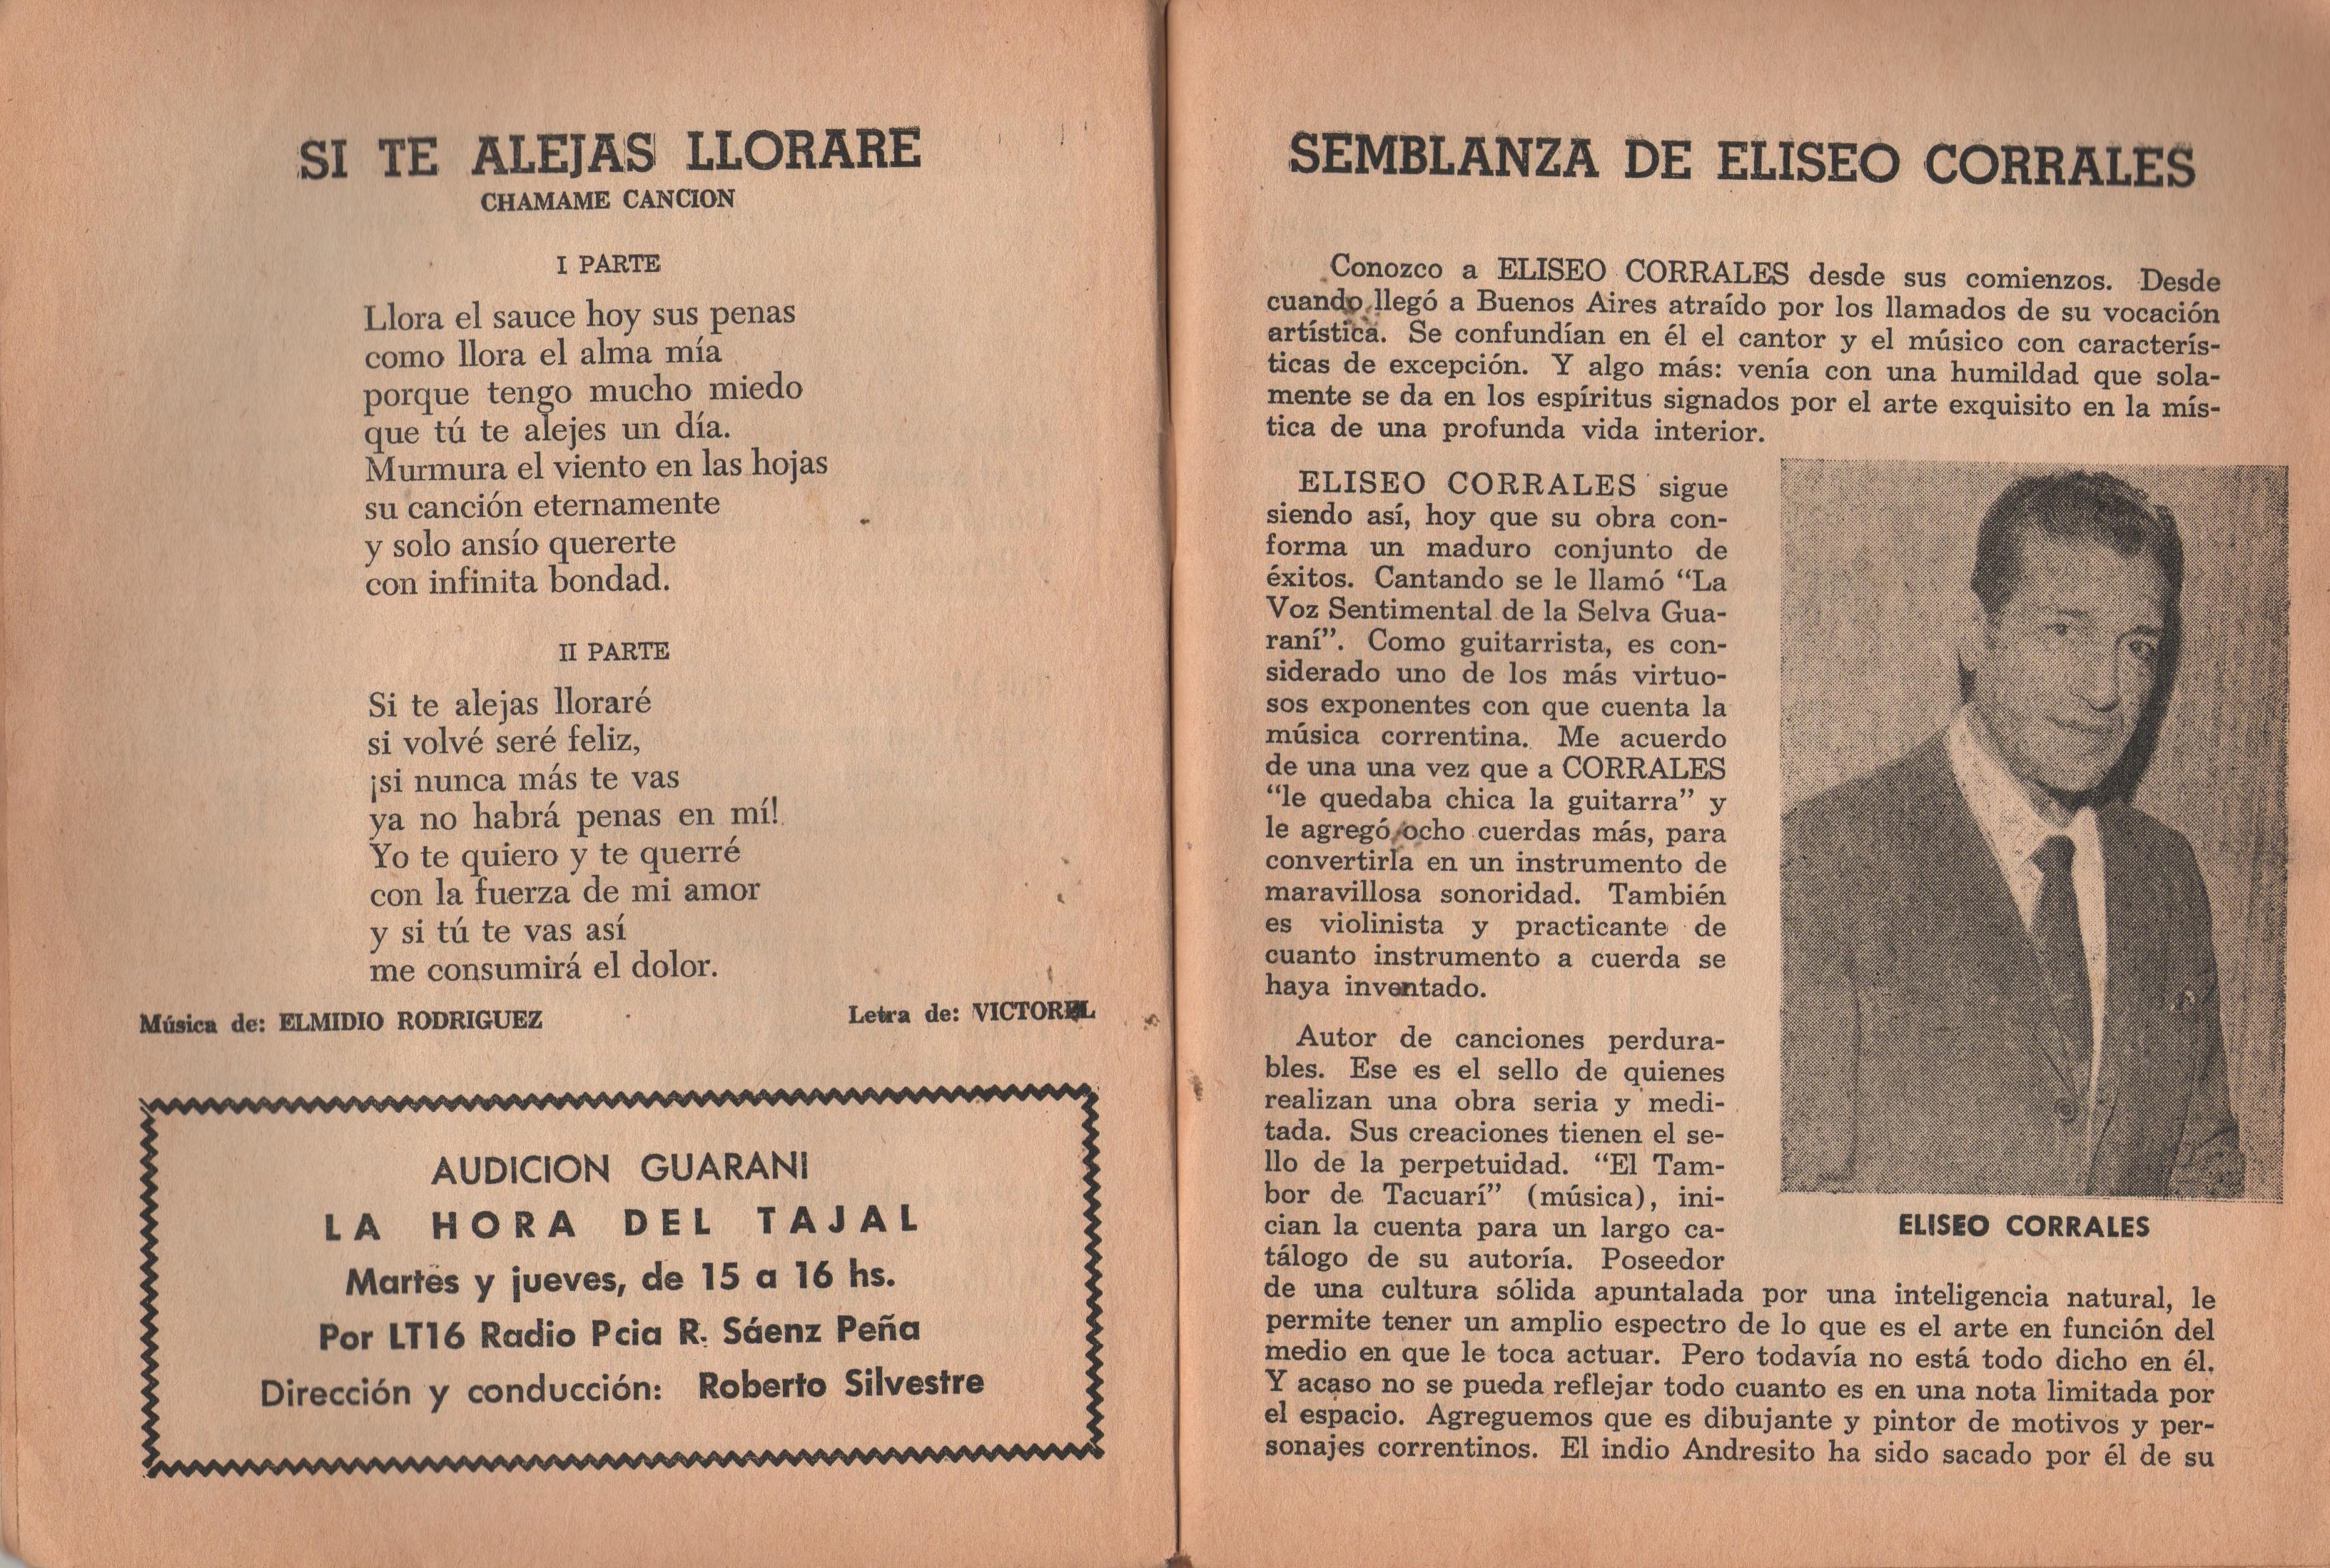 SI TE ALEJAS LLORARE
CHAMAME CANCION
I PARTE
Llora el sauce hoy sus penas
como llora el alma mía
porque tengo mucho miedo
que tú te alejes un día.
Murmura el viento en las hojas
su canción eternamente
y solo ansío quererte
con infinita bondad.
II PARTE
Si te alejas lloraré
si volvé seré feliz,
¡si nunca más te vas
ya no habrá penas en mí!
Yo te quiero y te querré
con la fuerza de mi amor
y si tú te vas así
me consumirá el dolor.
Música de: ELMIDIO RODRIGUEZ Letra de: VICTOREL
AUDICION GUARANI
LA HORA DEL TAJAL
Martes y jueves, de 15 a 16 hs.
Por LT16 Radio Pcia R. Sáenz Peña
Dirección y conducción: Roberto Silvestre
SEMBLANZA DE ELISEO CORRALES
Conozco a ELISEO CORRALES desde sus comienzos. Desde
cuando llegó a Buenos Aires atraído por los llamados de su vocación
artística. Se confundían en él el cantor y el músico con caracterís-
ticas de excepción. Y algo más: venía con una humildad que sola-
mente se da en los espíritus signados por el arte exquisito en la mís-
tica de una profunda vida interior.
ELISEO CORRALES sigue
siendo así, hoy que su obra con-
forma un maduro conjunto de
éxitos. Cantando se le llamó “La
Voz Sentimental de la Selva Gua-
raní”. Como guitarrista, es con-
siderado uno de los más virtuo-
sos exponentes con que cuenta la
música correntina. Me acuerdo
de una una vez que a CORRALES
“le quedaba chica la guitarra” y
le agregó ocho cuerdas más, para
convertirla en un instrumento de
maravillosa sonoridad. También
es violinista y practicante de
cuanto instrumento a cuerda se
haya inventado.
Autor de canciones perdura-
bles. Ese es el sello de quienes
realizan una obra seria y medi-
tada. Sus creaciones tienen el se-
llo de la perpetuidad. “El Tam-
bor de Tacuarí” (música), ini-
cian la cuenta para un largo ca-
tálogo de su autoría. Poseedor
de una cultura sólida apuntalada por una inteligencia natural, le
permite tener un amplio espectro de lo que es el arte en función del
medio en que le toca actuar. Pero todavía no está todo dicho en él.
Y acaso no se pueda reflejar todo cuanto es en una nota limitada por
el espacio. Agreguemos que es dibujante y pintor de motivos y per-
sonajes correntinos. El indio Andresito ha sido sacado por él de su
ELISEO CORRALES